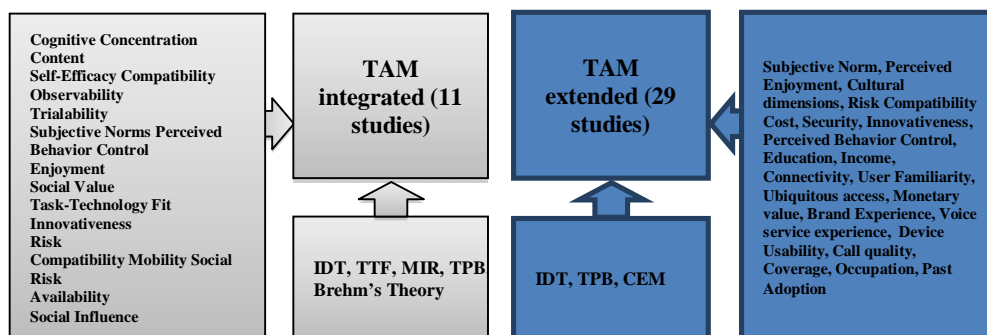 Cognitive Concentration
Content
Self-Efficacy Compatibility
Observability
Trialability
Subjective Norms Perceived
Behavior Control
Enjoyment
Social Value
Task-Technology Fit
Innovativeness
Risk
Compatibility Mobility Social
Risk
Availability
Social Influence
TAM
integrated (11
studies)
IDT, TTF, MIR, TPB
Brehm's Theory
TAM
extended (29
studies)
IDT, TPB, CEM
Subjective Norm, Perceived
Enjoyment, Cultural
dimensions, Risk Compatibility
Cost, Security, Innovativeness,
Perceived Behavior Control,
Education, Income,
Connectivity, User Familiarity,
Ubiquitous access, Monetary
value, Brand Experience, Voice
service experience, Device
Usability, Call quality,
Coverage, Occupation, Past
Adoption